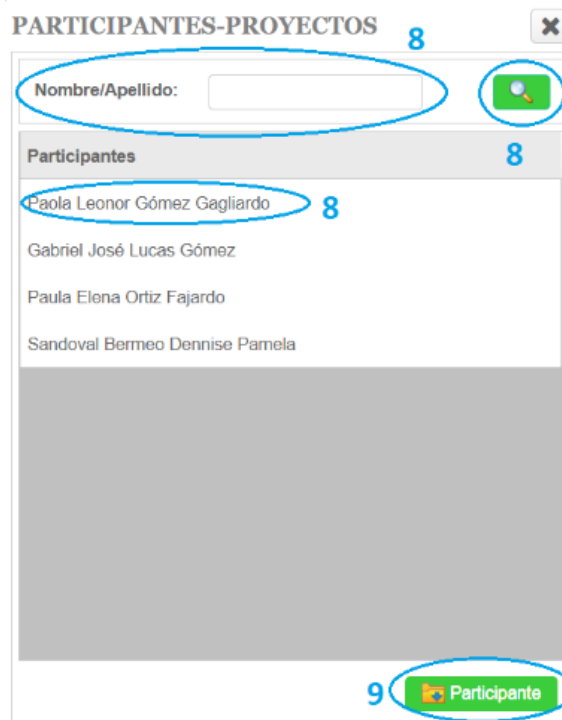 PARTICIPANTES-PROYECTOS
8
Nombre/Apellido:
8
Participantes
Paola Leonor Gómez Gagliardo 8
Gabriel José Lucas Gómez
Paula Elena Ortiz Fajardo
Sandoval Bermeo Dennise Pamela
9 Participante